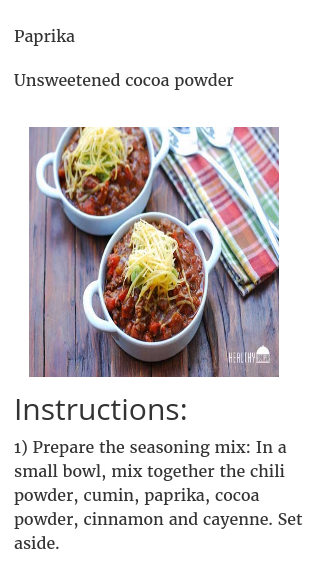 Paprika
Unsweetened cocoa powder
HEALTHY
Instructions:
1) Prepare the seasoning mix: In a
small bowl, mix together the chili
powder, cumin, paprika, cocoa
powder, cinnamon and cayenne. Set
aside.